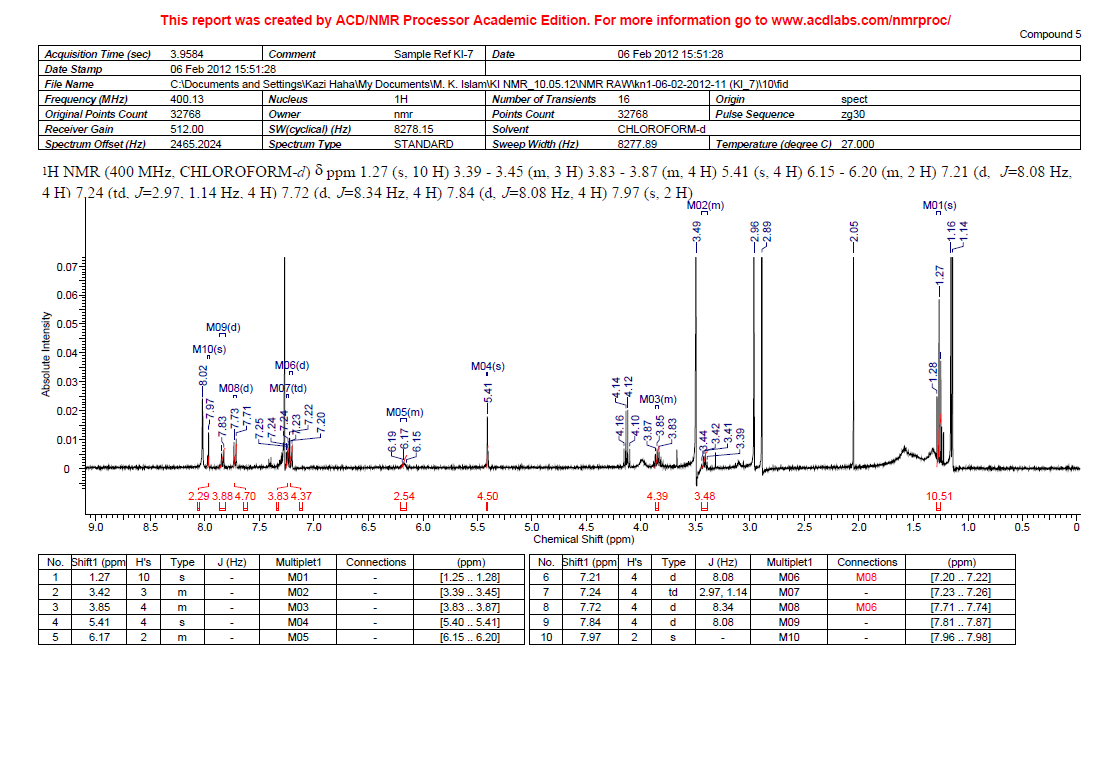 This report was created by ACD/NMR Processor Academic Edition. For more information go to www.acdlabs.com/nmrproc/
Compound 5
Acquisition Time (sec) 3.9584 Comment Sample Ref KI-7 Date 06 Feb 2012 15:51:28
Date Stamp 06 Feb 2012 15:51:28
File Name C:\Documents and Settings\Kazi Haha\My Documents\M. K. Islam\KI NMR_10.05.12\NMR RAW\kn1-06-02-2012-11 (KI_7)\10\fid
Frequency (MHz) 400.13 Nucleus 1H Number of Transients 16 Origin spect
Original Points Count 32768 Owner nmr Points Count 32768 Pulse Sequence zg30
Receiver Gain 512.00 SW(cyclical) (Hz) 8278.15 Solvent CHLOROFORM-d
Spectrum Offset (Hz) 2465.2024 Spectrum Type STANDARD Sweep Width (Hz) 8277.89 Temperature (degree C) 27.000
1H NMR (400 MHz, CHLOROFORM-d) δ ppm 1.27 (s, 10 H) 3.39 - 3.45 (m, 3 H) 3.83 - 3.87 (m, 4 H) 5.41 (s, 4 H) 6.15 - 6.20 (m, 2 H) 7.21 (d, J=8.08 Hz,
4 H) 7.24 (td, J=2.97, 1.14 Hz, 4 H) 7.72 (d, J=8.34 Hz, 4 H) 7.84 (d, J=8.08 Hz, 4 H) 7.97 (s, 2 H)
M02(m) M01(s)
3.49 2.96 2.89 2.05 1.16 1.14
1.27
M09(d)
M10(s)
M06(d) M04(s)
8.02 1.28
M08(d) M07(td) 5.41 4.14 4.12
M05(m) M03(m)
7.97 7.83 7.73 7.71 7.25 7.24 7.24 7.23 7.22 7.20 6.19 6.17 6.15 4.16 4.10 3.87 3.85 3.83 3.44 3.42 3.41 3.39
Absolute Intensity
0.07
0.06
0.05
0.04
0.03
0.02
0.01
0
2.29 3.88 4.70 3.83 4.37 2.54 4.50 4.39 3.48 10.51
9.0 8.5 8.0 7.5 7.0 6.5 6.0 5.5 5.0 4.5 4.0 3.5 3.0 2.5 2.0 1.5 1.0 0.5 0
Chemical Shift (ppm)
No. Shift1 (ppm H's Type J (Hz) Multiplet1 Connections (ppm)
1 1.27 10 s - M01 - [1.25 .. 1.28]
2 3.42 3 m - M02 - [3.39 .. 3.45]
3 3.85 4 m - M03 - [3.83 .. 3.87]
4 5.41 4 s - M04 - [5.40 .. 5.41]
5 6.17 2 m - M05 - [6.15 .. 6.20]
No. Shift1 (ppm H's Type J (Hz) Multiplet1 Connections (ppm)
6 7.21 4 d 8.08 M06 M08 [7.20 .. 7.22]
7 7.24 4 td 2.97, 1.14 M07 - [7.23 .. 7.26]
8 7.72 4 d 8.34 M08 M06 [7.71 .. 7.74]
9 7.84 4 d 8.08 M09 - [7.81 .. 7.87]
10 7.97 2 s - M10 - [7.96 .. 7.98]